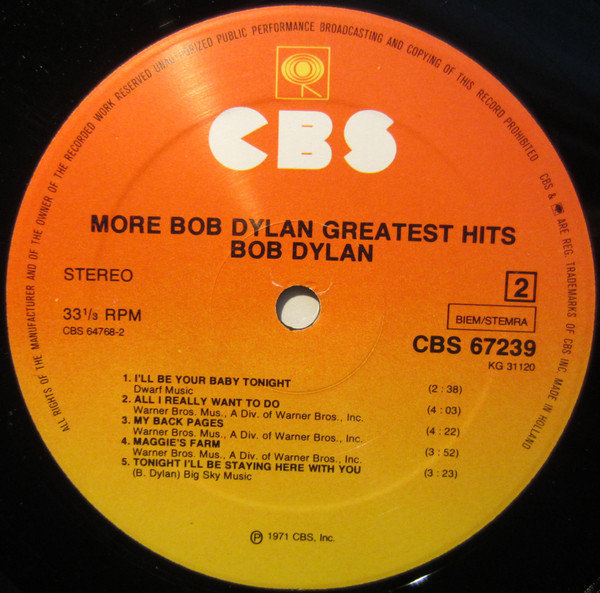 ALL RIGHTS OF THE MANUFACTURER AND OF THE OWNER OF THE RECORDED WORK RESERVED UNAUTHORIZED PUBLIC PERFORMANCE BROADCASTING AND COPYING OF THIS RECORD PROHIBITED CBS & ARE REG. TRADEMARKS OF CBS INC. MADE IN HOLLAND
CBS
MORE BOB DYLAN GREATEST HITS
BOB DYLAN
STEREO
2
33 1/3 RPM
BIEM/STEMRA
CBS 64768-2
CBS 67239
KG 31120
1. I'LL BE YOUR BABY TONIGHT
Dwarf Music (2 : 38)
2. ALL I REALLY WANT TO DO
Warner Bros. Mus., A Div. of Warner Bros., Inc. (4 : 03)
3. MY BACK PAGES
Warner Bros. Mus., A Div. of Warner Bros., Inc. (4 : 22)
4. MAGGIE'S FARM
Warner Bros. Mus., A Div. of Warner Bros., Inc. (3 : 52)
5. TONIGHT I'LL BE STAYING HERE WITH YOU
(B. Dylan) Big Sky Music (3 : 23)
℗ 1971 CBS, Inc.